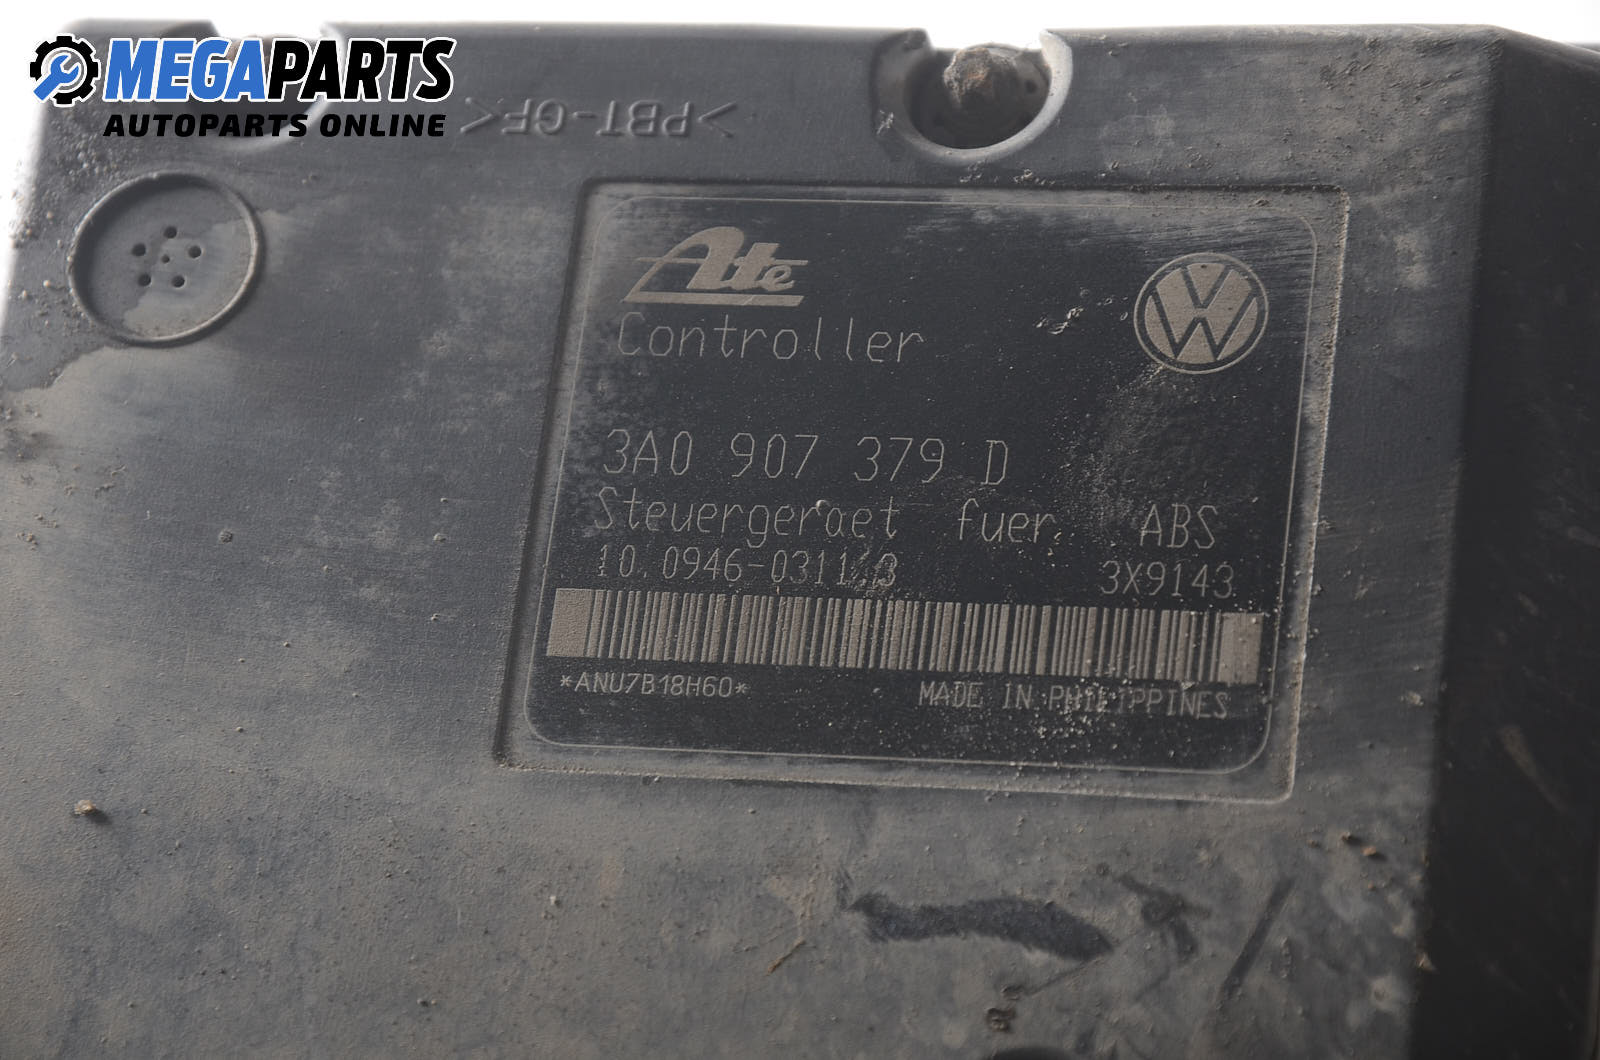 MEGAPARTS
AUTOPARTS ONLINE
>PBT-GF<
Ate
Controller
VW
3A0 907 379 D
Steuergeraet fuer ABS
10.0946-0311.3
3X9143
*ANU7B18H60*
MADE IN PHILIPPINES